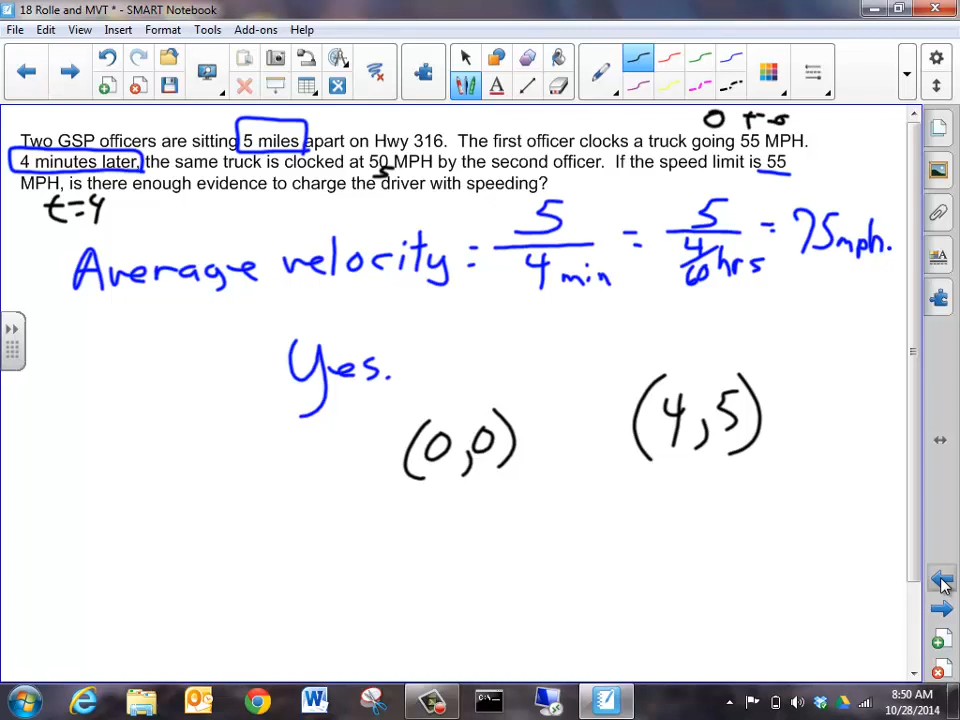 18 Rolle and MVT * - SMART Notebook
File Edit View Insert Format Tools Add-ons Help
0 t=0
Two GSP officers are sitting 5 miles apart on Hwy 316. The first officer clocks a truck going 55 MPH.
4 minutes later, the same truck is clocked at 50 MPH by the second officer. If the speed limit is 55
5
MPH, is there enough evidence to charge the driver with speeding?
t=4
Average velocity = 5/4 min = 5/(4/60) hrs = 75mph.
Yes.
(0,0) (4,5)
8:50 AM
10/28/2014